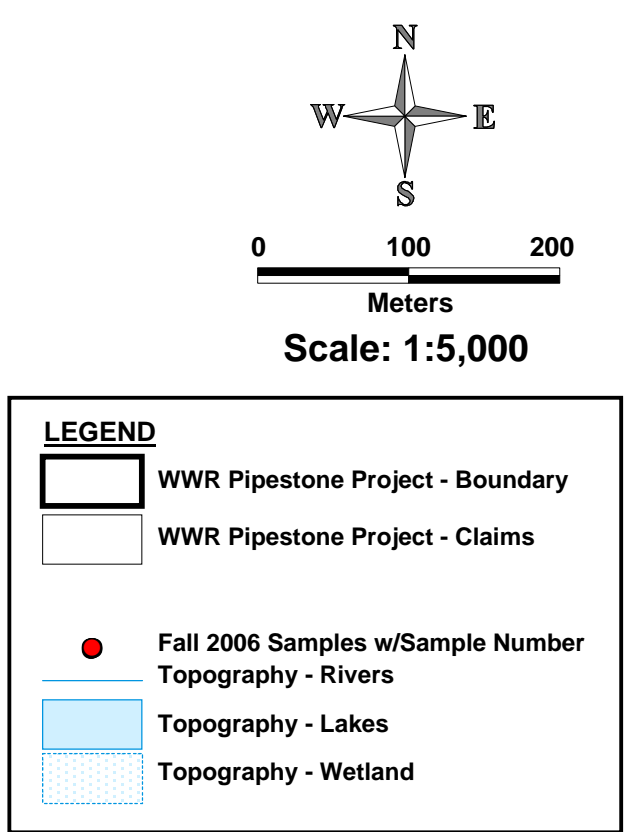 N
W E
S
0 100 200
Meters
Scale: 1:5,000
LEGEND
WWR Pipestone Project - Boundary
WWR Pipestone Project - Claims
Fall 2006 Samples w/Sample Number
Topography - Rivers
Topography - Lakes
Topography - Wetland